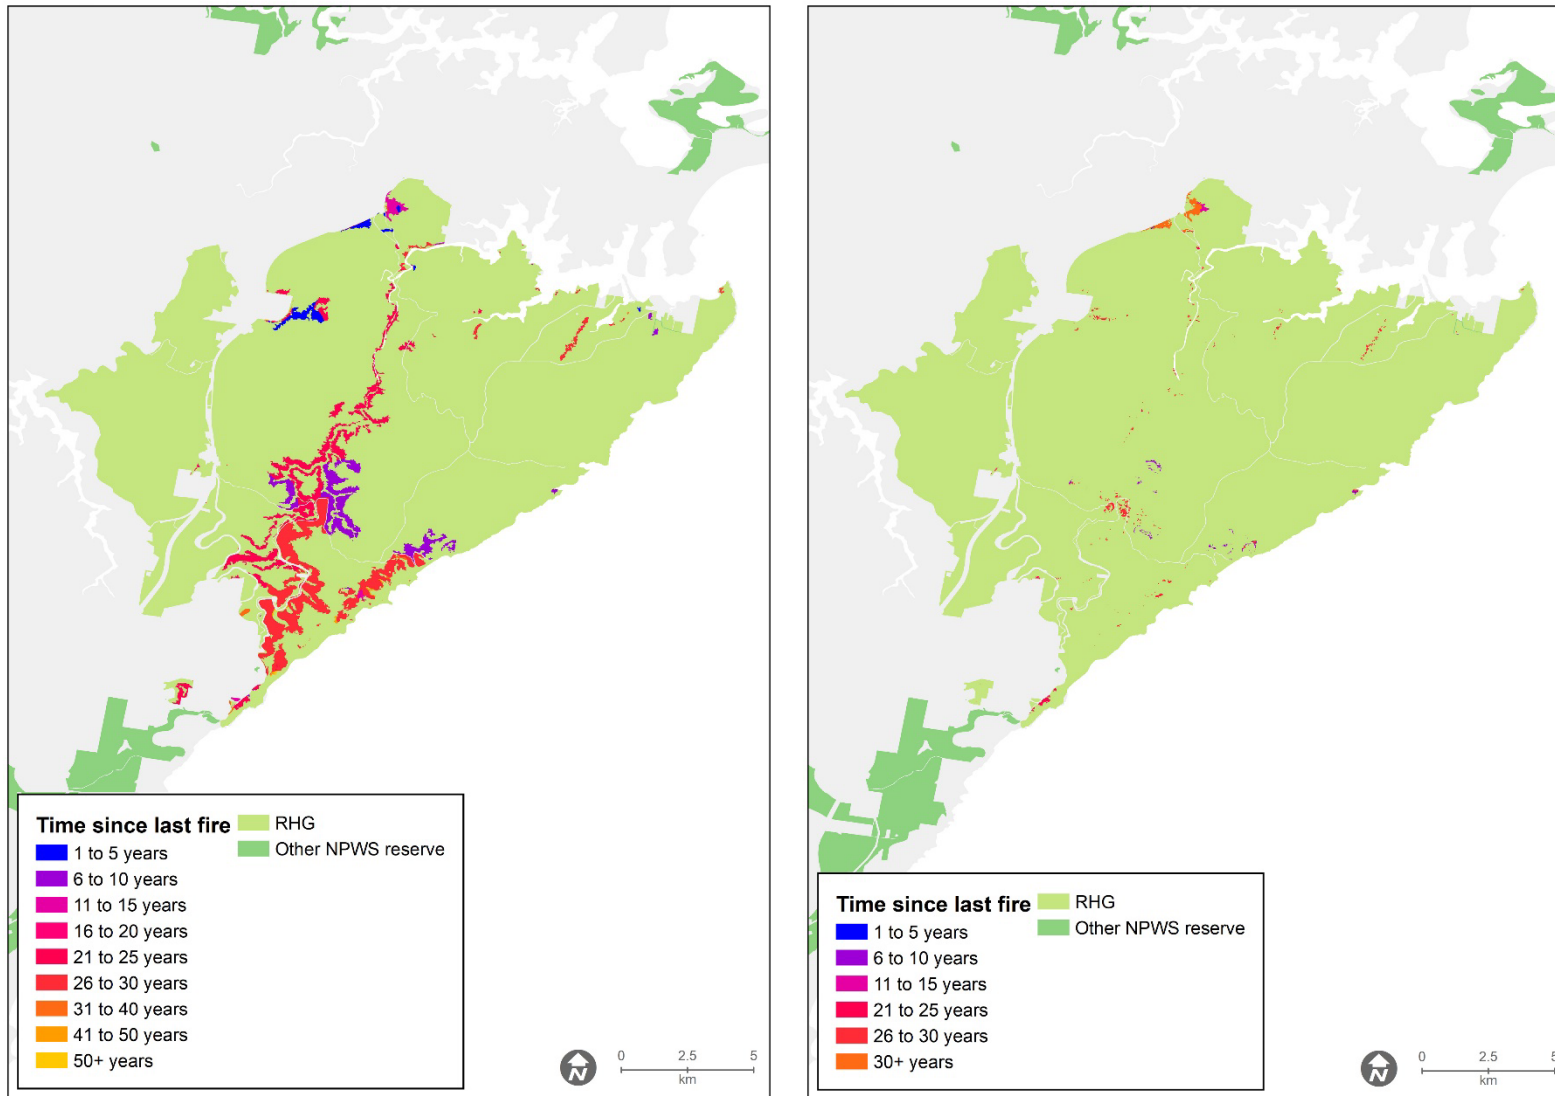 Time since last fire
1 to 5 years
6 to 10 years
11 to 15 years
16 to 20 years
21 to 25 years
26 to 30 years
31 to 40 years
41 to 50 years
50+ years
RHG
Other NPWS reserve
N
0 2.5 5
km
Time since last fire
1 to 5 years
6 to 10 years
11 to 15 years
21 to 25 years
26 to 30 years
30+ years
RHG
Other NPWS reserve
N
0 2.5 5
km